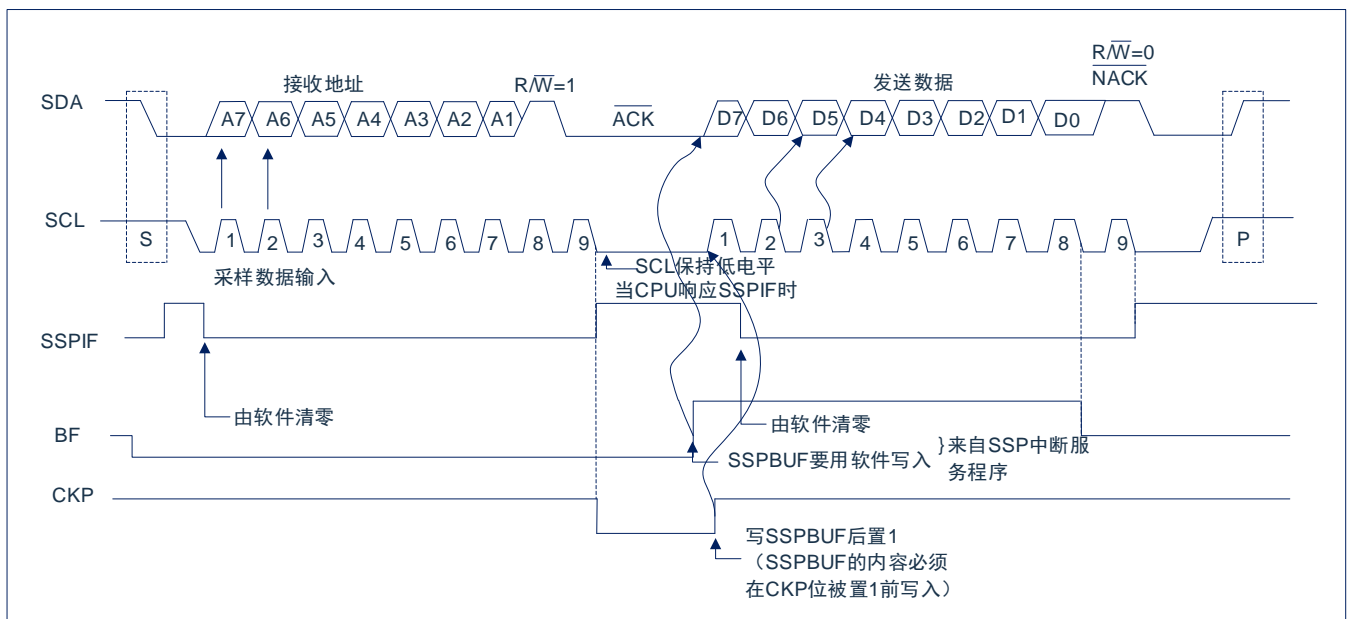 R/W̅=0
接收地址 R/W̅=1 发送数据 N̅A̅C̅K̅
SDA A7 A6 A5 A4 A3 A2 A1 A̅C̅K̅ D7 D6 D5 D4 D3 D2 D1 D0
SCL S 1 2 3 4 5 6 7 8 9 1 2 3 4 5 6 7 8 9 P
采样数据输入
SCL保持低电平
当CPU响应SSPIF时
SSPIF
由软件清零
由软件清零
BF
SSPBUF要用软件写入
}来自SSP中断服
务程序
CKP
写SSPBUF后置1
（SSPBUF的内容必须
在CKP位被置1前写入）